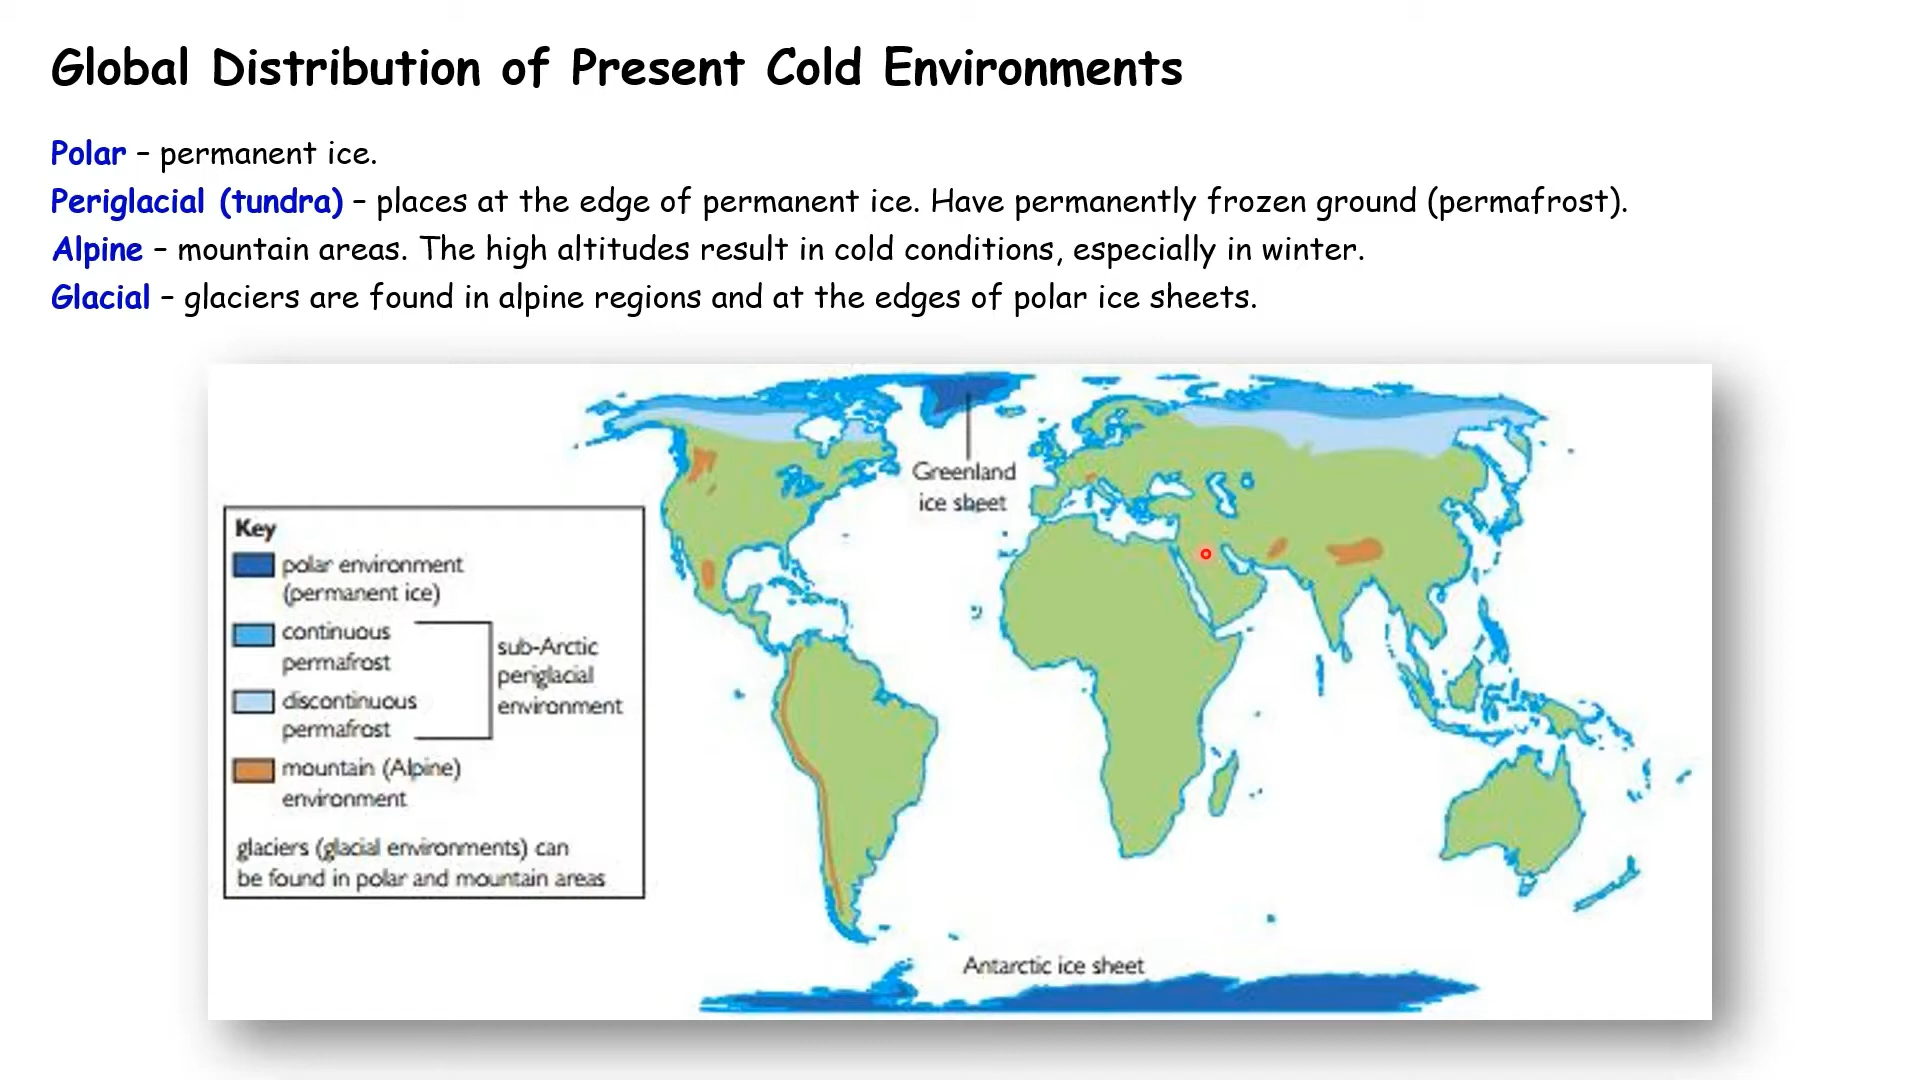 Global Distribution of Present Cold Environments
Polar – permanent ice.
Periglacial (tundra) – places at the edge of permanent ice. Have permanently frozen ground (permafrost).
Alpine – mountain areas. The high altitudes result in cold conditions, especially in winter.
Glacial – glaciers are found in alpine regions and at the edges of polar ice sheets.
Greenland
ice sheet
Key
polar environment
(permanent ice)
continuous
permafrost
discontinuous
permafrost
sub-Arctic
periglacial
environment
mountain (Alpine)
environment
glaciers (glacial environments) can
be found in polar and mountain areas
Antarctic ice sheet